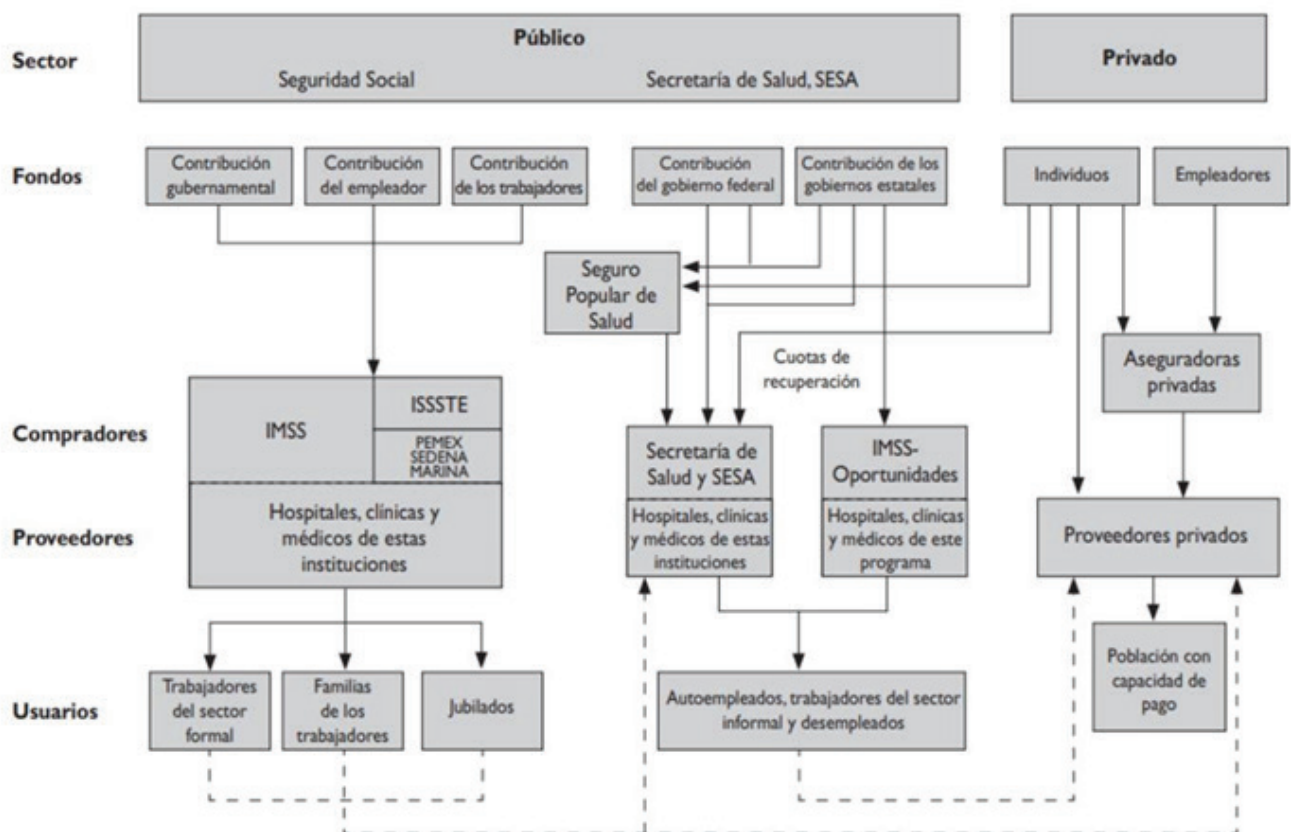 Sector
Público
Seguridad Social
Secretaría de Salud, SESA
Privado
Fondos
Contribución
gubernamental
Contribución
del empleador
Contribución
de los trabajadores
Contribución
del gobierno federal
Contribución de los
gobiernos estatales
Individuos
Empleadores
Seguro
Popular de
Salud
Cuotas de
recuperación
Aseguradoras
privadas
Compradores
IMSS
ISSSTE
PEMEX
SEDENA
MARINA
Secretaría de
Salud y SESA
IMSS-
Oportunidades
Proveedores
Hospitales, clínicas y
médicos de estas
instituciones
Hospitales, clínicas
y médicos de estas
instituciones
Hospitales, clínicas
y médicos de este
programa
Proveedores privados
Usuarios
Trabajadores
del sector
formal
Familias
de los
trabajadores
Jubilados
Autoempleados, trabajadores del sector
informal y desempleados
Población con
capacidad de
pago